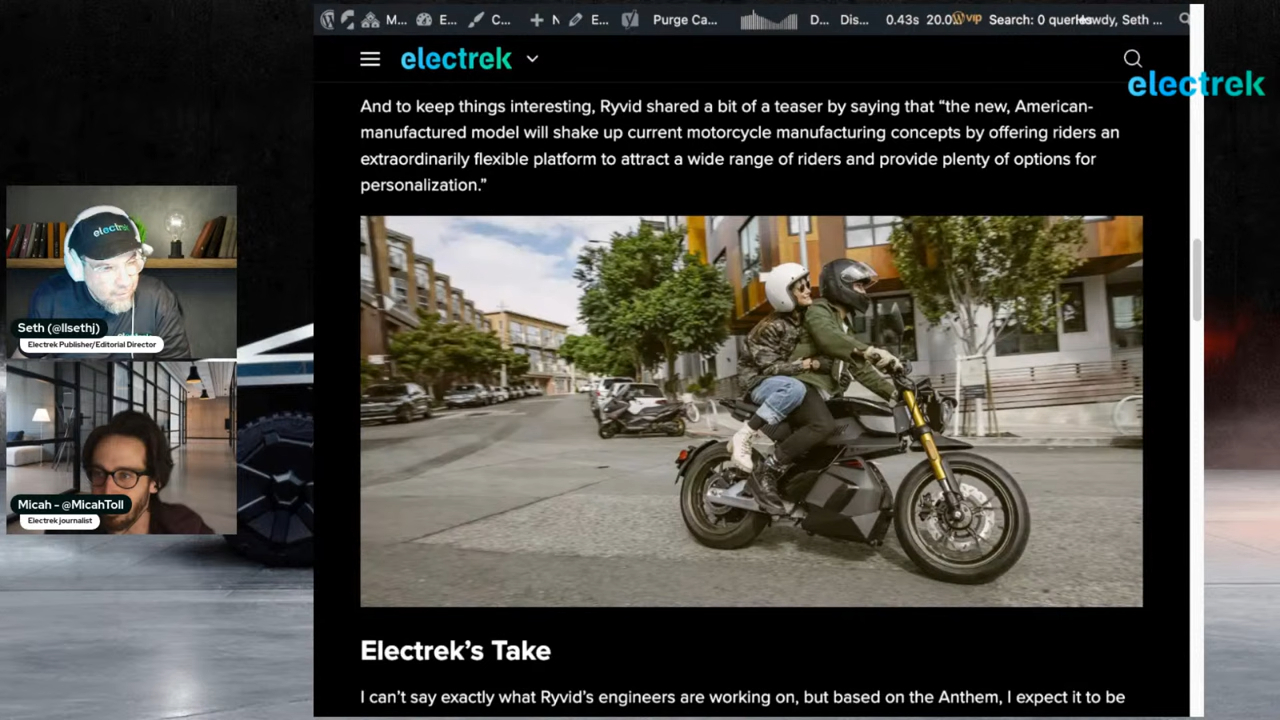 M... E... C... N E... Purge Ca... D... Dis... 0.43s 20.0 VIP Search: 0 queries Howdy, Seth ...
electrek
electrek
And to keep things interesting, Ryvid shared a bit of a teaser by saying that “the new, American-
manufactured model will shake up current motorcycle manufacturing concepts by offering riders an
extraordinarily flexible platform to attract a wide range of riders and provide plenty of options for
personalization.”
electrek
Seth (@llsethj)
Electrek Publisher/Editorial Director
Micah - @MicahToll
Electrek journalist
Electrek’s Take
I can’t say exactly what Ryvid’s engineers are working on, but based on the Anthem, I expect it to be